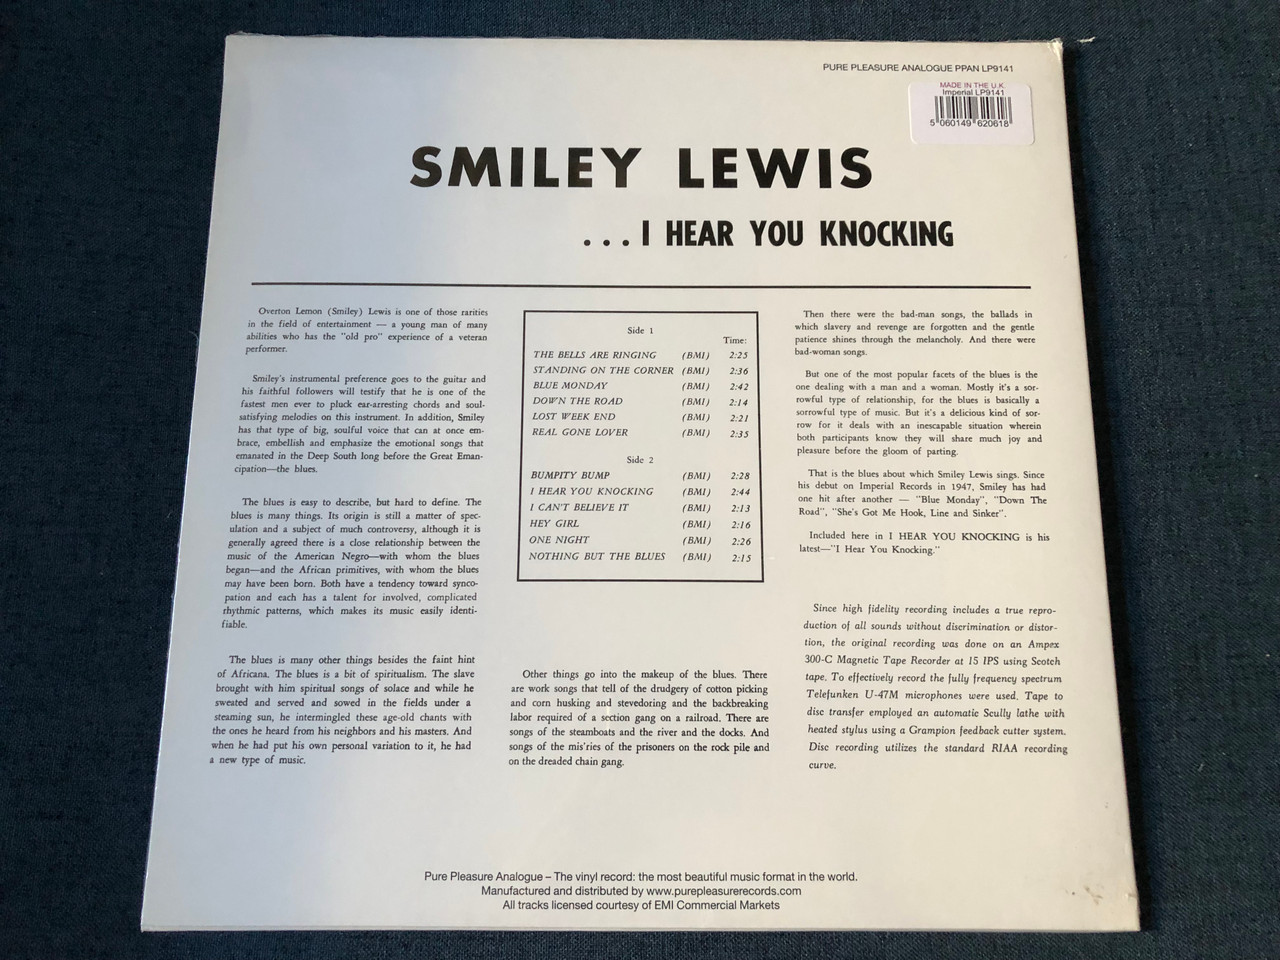 PURE PLEASURE ANALOGUE PPAN LP9141
MADE IN THE U.K.
Imperial LP9141
5 060149 620618
SMILEY LEWIS
...I HEAR YOU KNOCKING
Overton Lemon (Smiley) Lewis is one of those rarities
in the field of entertainment — a young man of many
abilities who has the "old pro" experience of a veteran
performer.
Smiley's instrumental preference goes to the guitar and
his faithful followers will testify that he is one of the
fastest men ever to pluck ear-arresting chords and soul-
satisfying melodies on this instrument. In addition, Smiley
has that type of big, soulful voice that can at once em-
brace, embellish and emphasize the emotional songs that
emanated in the Deep South long before the Great Eman-
cipation—the blues.
The blues is easy to describe, but hard to define. The
blues is many things. Its origin is still a matter of spec-
ulation and a subject of much controversy, although it is
generally agreed there is a close relationship between the
music of the American Negro—with whom the blues
began—and the African primitives, with whom the blues
may have been born. Both have a tendency toward synco-
pation and each has a talent for involved, complicated
rhythmic patterns, which makes its music easily identi-
fiable.
The blues is many other things besides the faint hint
of Africana. The blues is a bit of spiritualism. The slave
brought with him spiritual songs of solace and while he
sweated and served and sowed in the fields under a
steaming sun, he intermingled these age-old chants with
the ones he heard from his neighbors and his masters. And
when he had put his own personal variation to it, he had
a new type of music.
Side 1
Time:
THE BELLS ARE RINGING (BMI) 2:25
STANDING ON THE CORNER (BMI) 2:36
BLUE MONDAY (BMI) 2:42
DOWN THE ROAD (BMI) 2:14
LOST WEEK END (BMI) 2:21
REAL GONE LOVER (BMI) 2:35
Side 2
BUMPITY BUMP (BMI) 2:28
I HEAR YOU KNOCKING (BMI) 2:44
I CAN'T BELIEVE IT (BMI) 2:13
HEY GIRL (BMI) 2:16
ONE NIGHT (BMI) 2:26
NOTHING BUT THE BLUES (BMI) 2:15
Other things go into the makeup of the blues. There
are work songs that tell of the drudgery of cotton picking
and corn husking and stevedoring and the backbreaking
labor required of a section gang on a railroad. There are
songs of the steamboats and the river and the docks. And
songs of the mis'ries of the prisoners on the rock pile and
on the dreaded chain gang.
Then there were the bad-man songs, the ballads in
which slavery and revenge are forgotten and the gentle
patience shines through the melancholy. And there were
bad-woman songs.
But one of the most popular facets of the blues is the
one dealing with a man and a woman. Mostly it's a sor-
rowful type of relationship, for the blues is basically a
sorrowful type of music. But it's a delicious kind of sor-
row for it deals with an inescapable situation wherein
both participants know they will share much joy and
pleasure before the gloom of parting.
That is the blues about which Smiley Lewis sings. Since
his debut on Imperial Records in 1947, Smiley has had
one hit after another — "Blue Monday", "Down The
Road", "She's Got Me Hook, Line and Sinker".
Included here in I HEAR YOU KNOCKING is his
latest—"I Hear You Knocking."
Since high fidelity recording includes a true repro-
duction of all sounds without discrimination or distor-
tion, the original recording was done on an Ampex
300-C Magnetic Tape Recorder at 15 IPS using Scotch
tape. To effectively record the fully frequency spectrum
Telefunken U-47M microphones were used. Tape to
disc transfer employed an automatic Scully lathe with
heated stylus using a Grampion feedback cutter system.
Disc recording utilizes the standard RIAA recording
curve.
Pure Pleasure Analogue – The vinyl record: the most beautiful music format in the world.
Manufactured and distributed by www.purepleasurerecords.com
All tracks licensed courtesy of EMI Commercial Markets